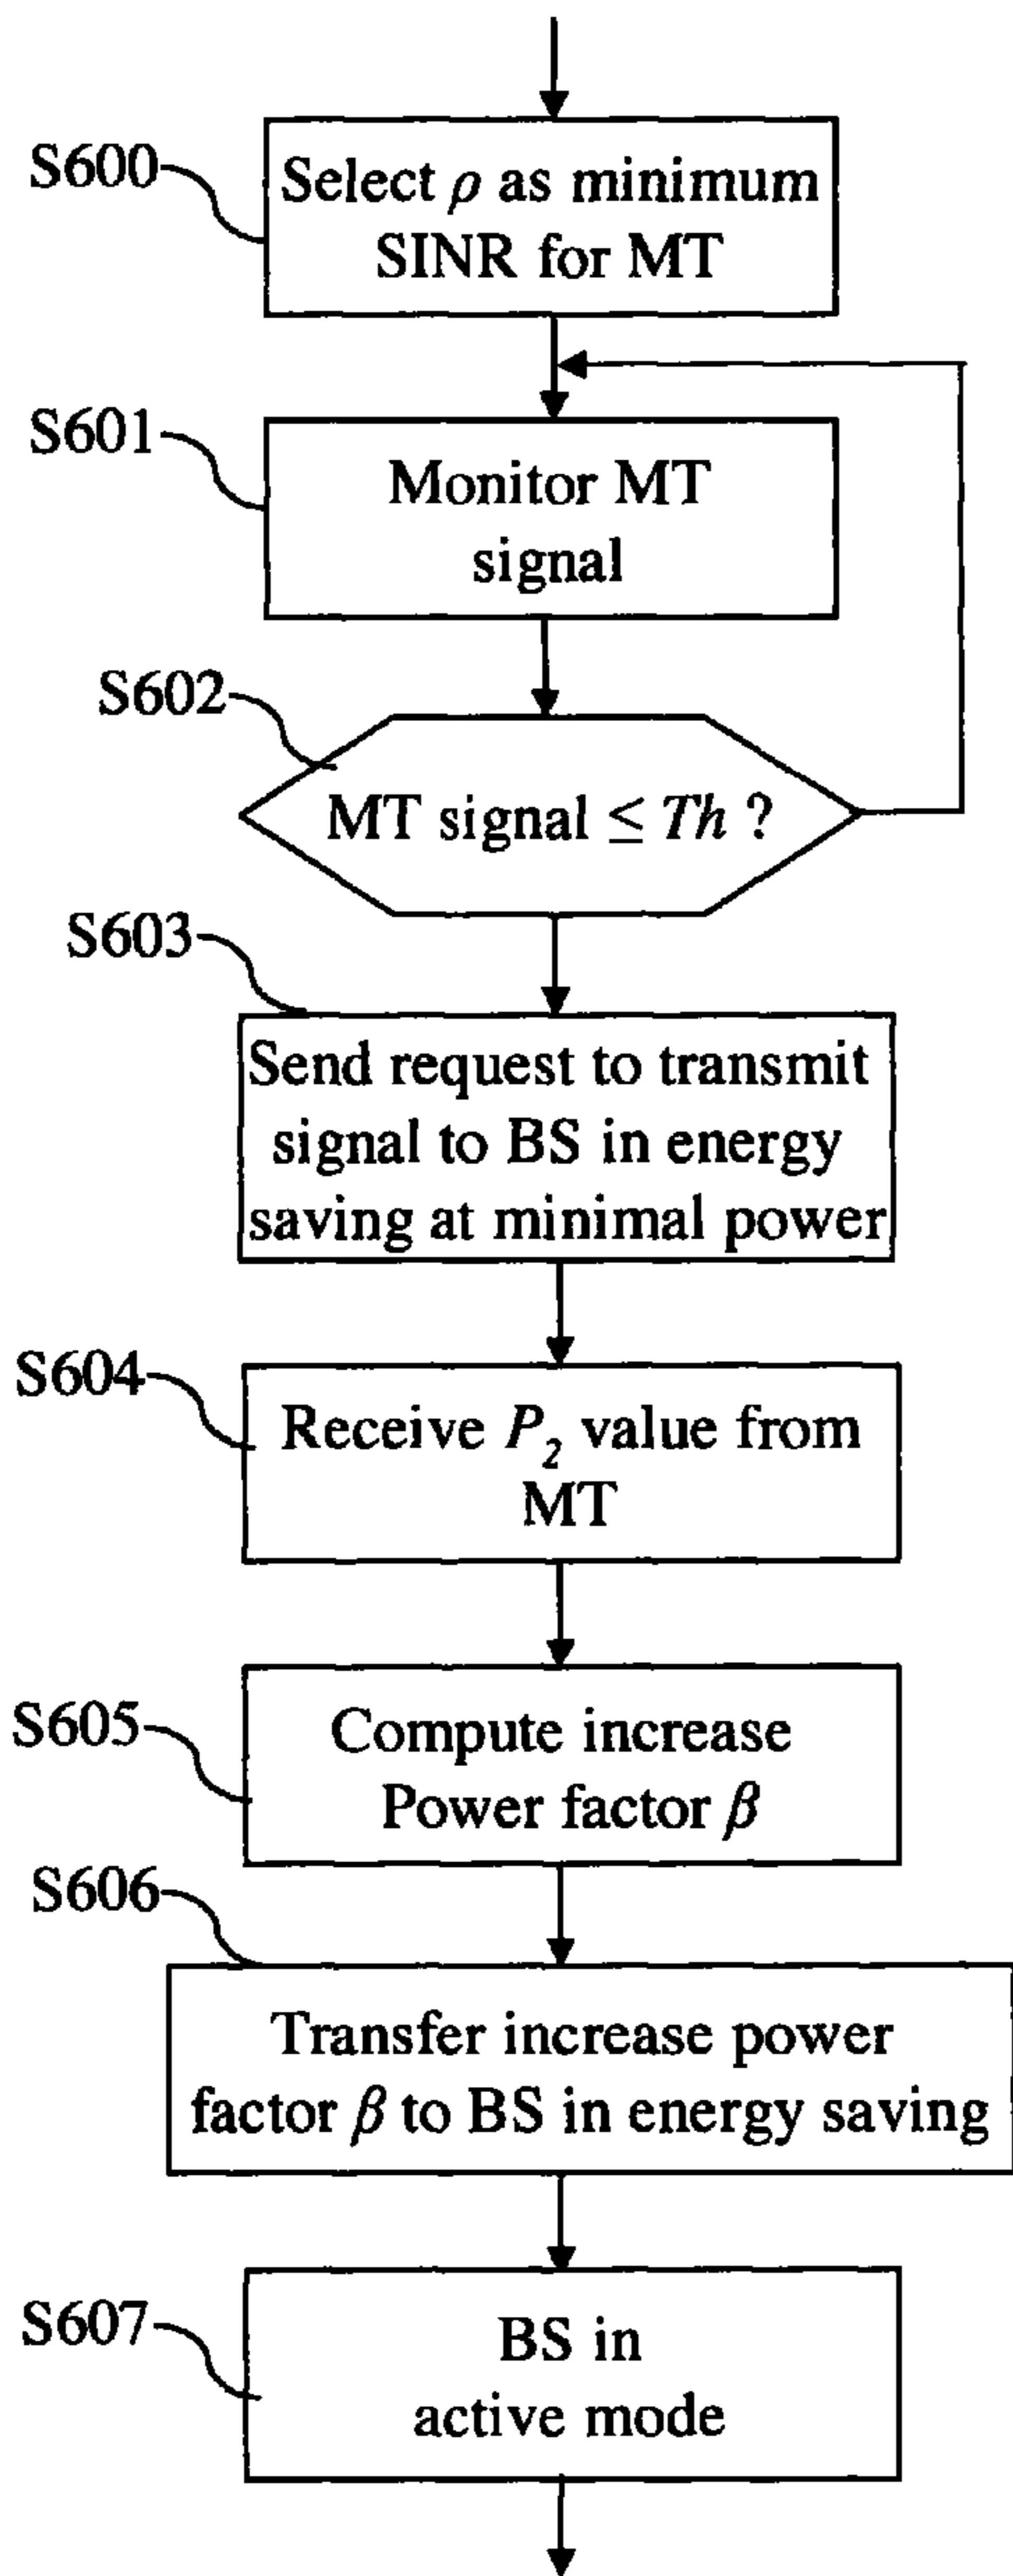 S600
Select ρ as minimum
SINR for MT
S601
Monitor MT
signal
S602
MT signal ≤ Th ?
S603
Send request to transmit
signal to BS in energy
saving at minimal power
S604
Receive P₂ value from
MT
S605
Compute increase
Power factor β
S606
Transfer increase power
factor β to BS in energy saving
S607
BS in
active mode